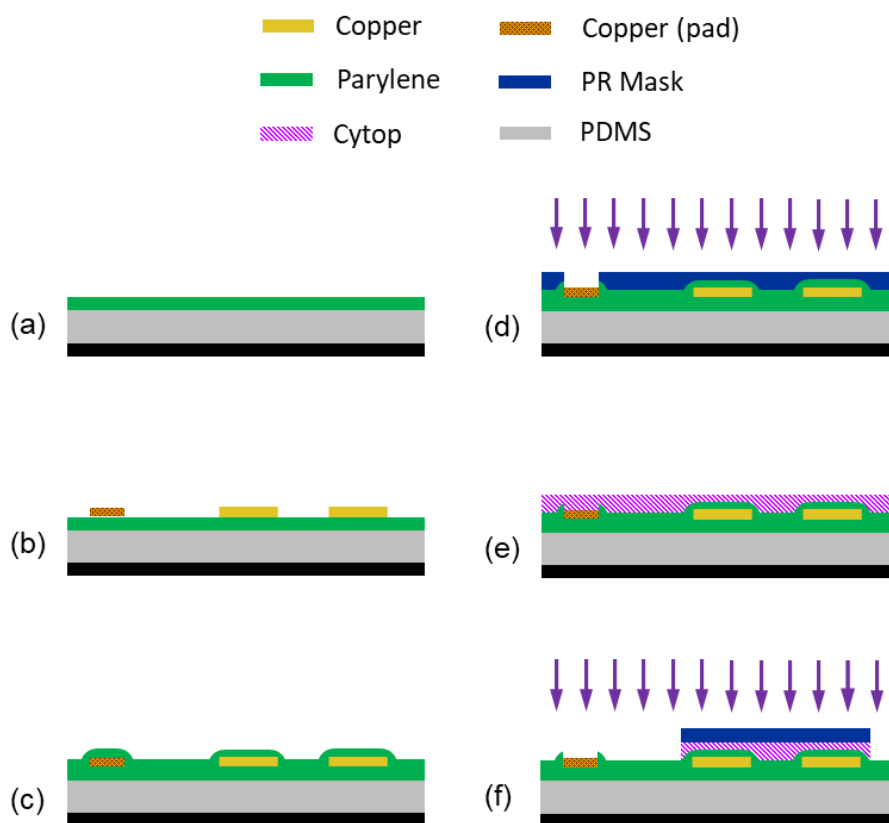 Copper
Copper (pad)
Parylene
PR Mask
Cytop
PDMS
(a)
(d)
(b)
(e)
(c)
(f)